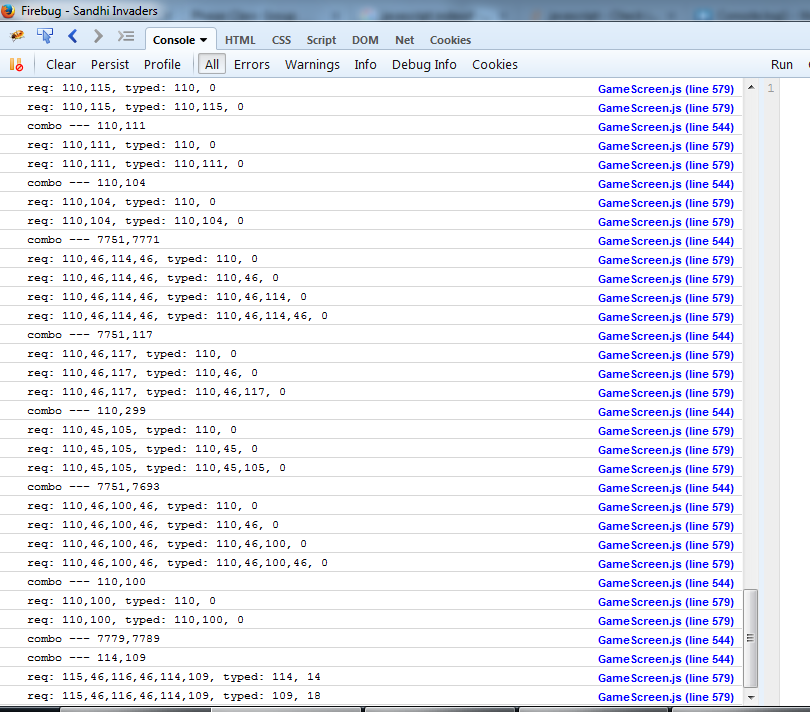 Firebug - Sandhi Invaders
Console HTML CSS Script DOM Net Cookies
Clear Persist Profile All Errors Warnings Info Debug Info Cookies Run
req: 110,115, typed: 110, 0 GameScreen.js (line 579) 1
req: 110,115, typed: 110,115, 0 GameScreen.js (line 579)
combo --- 110,111 GameScreen.js (line 544)
req: 110,111, typed: 110, 0 GameScreen.js (line 579)
req: 110,111, typed: 110,111, 0 GameScreen.js (line 579)
combo --- 110,104 GameScreen.js (line 544)
req: 110,104, typed: 110, 0 GameScreen.js (line 579)
req: 110,104, typed: 110,104, 0 GameScreen.js (line 579)
combo --- 7751,7771 GameScreen.js (line 544)
req: 110,46,114,46, typed: 110, 0 GameScreen.js (line 579)
req: 110,46,114,46, typed: 110,46, 0 GameScreen.js (line 579)
req: 110,46,114,46, typed: 110,46,114, 0 GameScreen.js (line 579)
req: 110,46,114,46, typed: 110,46,114,46, 0 GameScreen.js (line 579)
combo --- 7751,117 GameScreen.js (line 544)
req: 110,46,117, typed: 110, 0 GameScreen.js (line 579)
req: 110,46,117, typed: 110,46, 0 GameScreen.js (line 579)
req: 110,46,117, typed: 110,46,117, 0 GameScreen.js (line 579)
combo --- 110,299 GameScreen.js (line 544)
req: 110,45,105, typed: 110, 0 GameScreen.js (line 579)
req: 110,45,105, typed: 110,45, 0 GameScreen.js (line 579)
req: 110,45,105, typed: 110,45,105, 0 GameScreen.js (line 579)
combo --- 7751,7693 GameScreen.js (line 544)
req: 110,46,100,46, typed: 110, 0 GameScreen.js (line 579)
req: 110,46,100,46, typed: 110,46, 0 GameScreen.js (line 579)
req: 110,46,100,46, typed: 110,46,100, 0 GameScreen.js (line 579)
req: 110,46,100,46, typed: 110,46,100,46, 0 GameScreen.js (line 579)
combo --- 110,100 GameScreen.js (line 544)
req: 110,100, typed: 110, 0 GameScreen.js (line 579)
req: 110,100, typed: 110,100, 0 GameScreen.js (line 579)
combo --- 7779,7789 GameScreen.js (line 544)
combo --- 114,109 GameScreen.js (line 544)
req: 115,46,116,46,114,109, typed: 114, 14 GameScreen.js (line 579)
req: 115,46,116,46,114,109, typed: 109, 18 GameScreen.js (line 579)